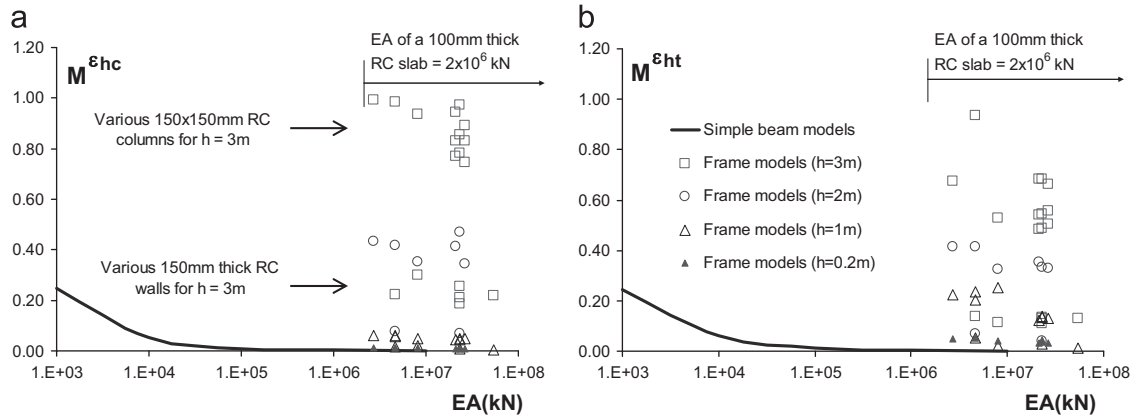 a
M^εhc
EA of a 100mm thick
RC slab = 2x10^6 kN
1.20
1.00
0.80
0.60
0.40
0.20
0.00
Various 150x150mm RC
columns for h = 3m
Various 150mm thick RC
walls for h = 3m
1.E+03 1.E+04 1.E+05 1.E+06 1.E+07 1.E+08
EA(kN)
b
M^εht
EA of a 100mm thick
RC slab = 2x10^6 kN
1.20
1.00
0.80
0.60
0.40
0.20
0.00
Simple beam models
Frame models (h=3m)
Frame models (h=2m)
Frame models (h=1m)
Frame models (h=0.2m)
1.E+03 1.E+04 1.E+05 1.E+06 1.E+07 1.E+08
EA(kN)